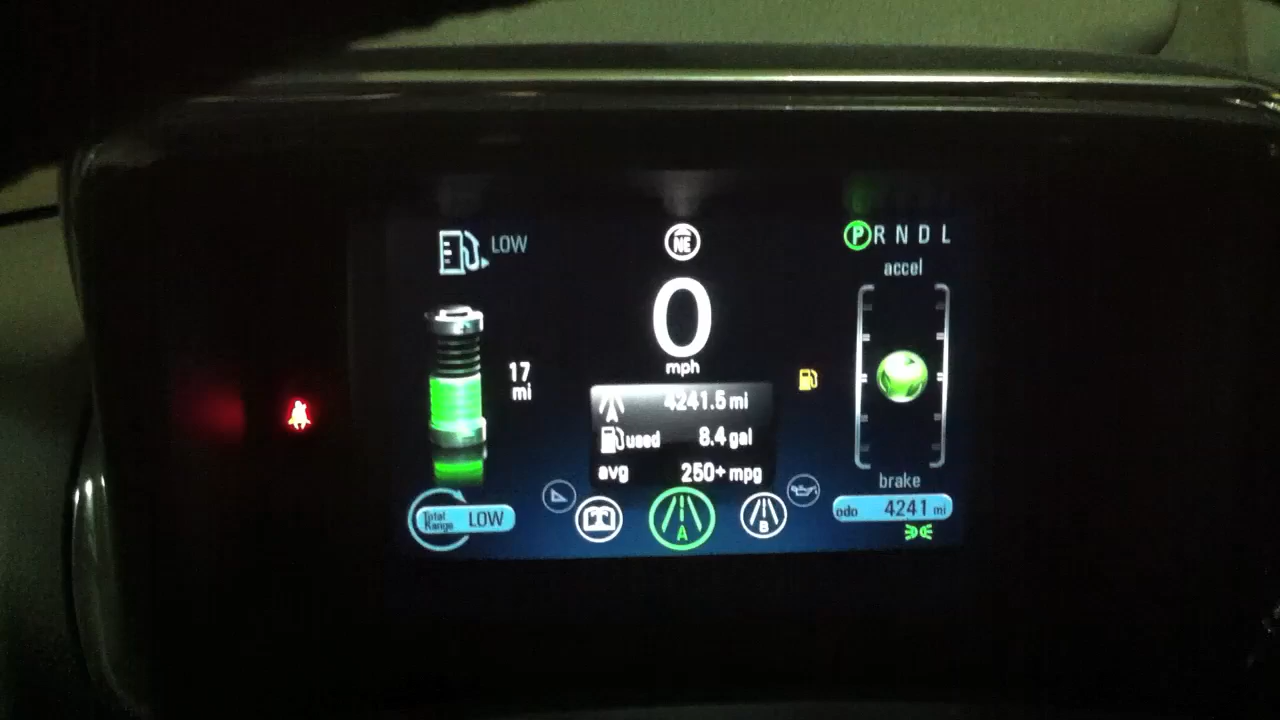 LOW
NE
P R N D L
accel
0
mph
17
mi
A 4241.5 mi
used 8.4 gal
avg 250+ mpg
brake
Total Range LOW
A
B
odo 4241 mi